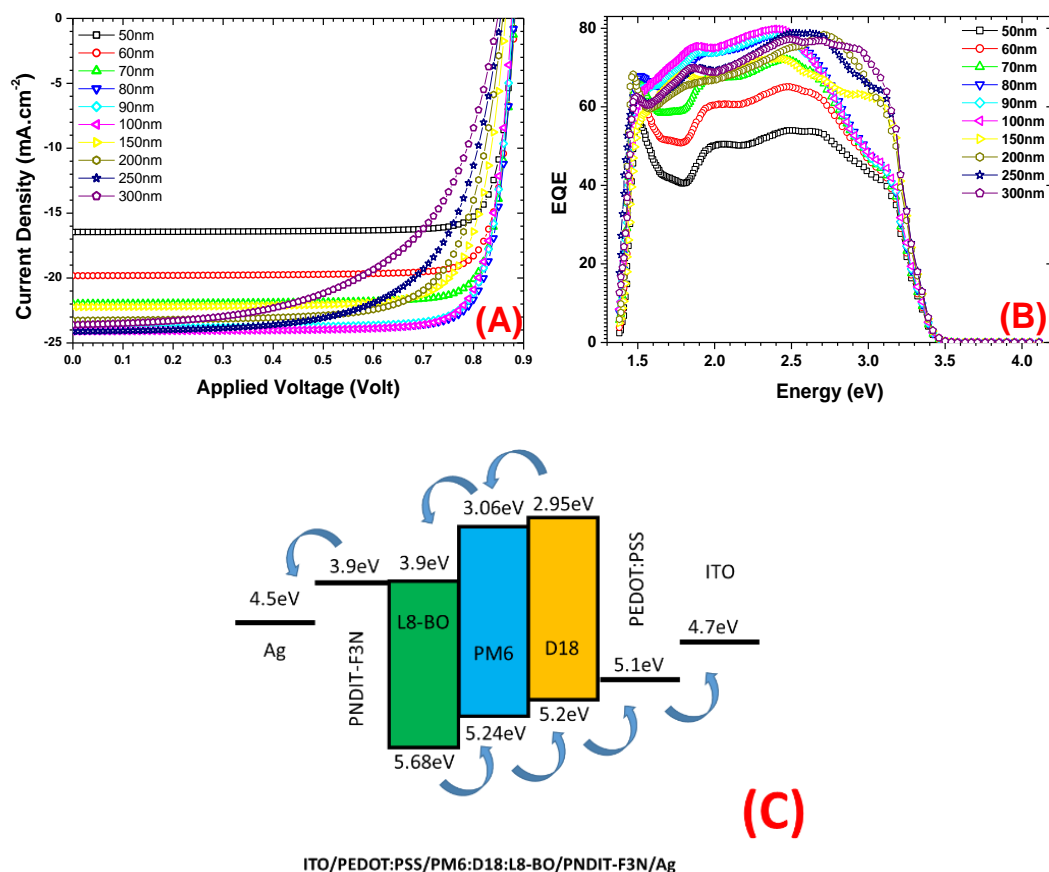 50nm
60nm
70nm
80nm
90nm
100nm
150nm
200nm
250nm
300nm
0
-5
-10
-15
-20
-25
Current Density (mA.cm-2)
0.0 0.1 0.2 0.3 0.4 0.5 0.6 0.7 0.8 0.9
Applied Voltage (Volt)
(A)
80
60
40
20
0
EQE
50nm
60nm
70nm
80nm
90nm
100nm
150nm
200nm
250nm
300nm
1.5 2.0 2.5 3.0 3.5 4.0
Energy (eV)
(B)
3.06eV 2.95eV
3.9eV 3.9eV
4.5eV
Ag
PNDIT-F3N
L8-BO
PM6
D18
PEDOT:PSS
ITO
4.7eV
5.1eV
5.2eV
5.24eV
5.68eV
(C)
ITO/PEDOT:PSS/PM6:D18:L8-BO/PNDIT-F3N/Ag